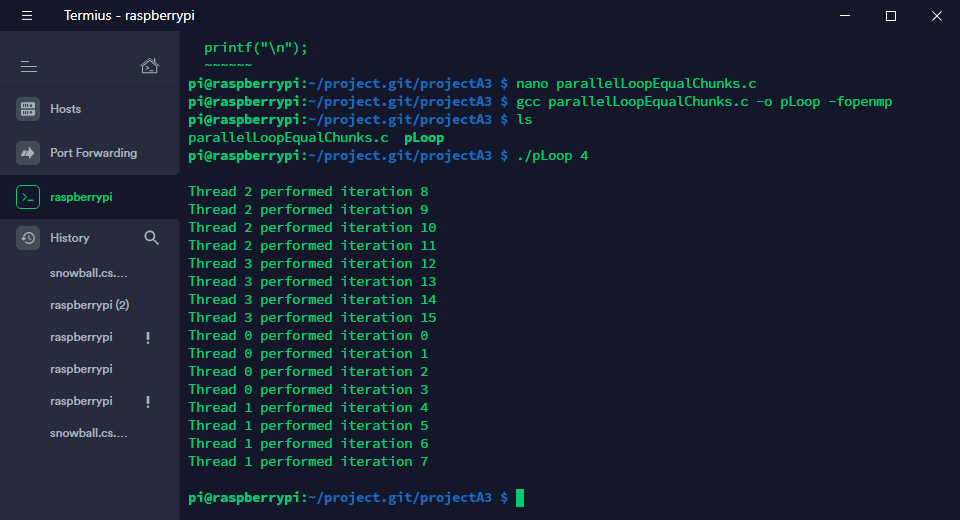 Termius - raspberrypi
Hosts
Port Forwarding
raspberrypi
History
snowball.cs....
raspberrypi (2)
raspberrypi
raspberrypi
raspberrypi
snowball.cs....
printf("\n");
~~~~~~
pi@raspberrypi:~/project.git/projectA3 $ nano parallelLoopEqualChunks.c
pi@raspberrypi:~/project.git/projectA3 $ gcc parallelLoopEqualChunks.c -o pLoop -fopenmp
pi@raspberrypi:~/project.git/projectA3 $ ls
parallelLoopEqualChunks.c  pLoop
pi@raspberrypi:~/project.git/projectA3 $ ./pLoop 4
Thread 2 performed iteration 8
Thread 2 performed iteration 9
Thread 2 performed iteration 10
Thread 2 performed iteration 11
Thread 3 performed iteration 12
Thread 3 performed iteration 13
Thread 3 performed iteration 14
Thread 3 performed iteration 15
Thread 0 performed iteration 0
Thread 0 performed iteration 1
Thread 0 performed iteration 2
Thread 0 performed iteration 3
Thread 1 performed iteration 4
Thread 1 performed iteration 5
Thread 1 performed iteration 6
Thread 1 performed iteration 7
pi@raspberrypi:~/project.git/projectA3 $